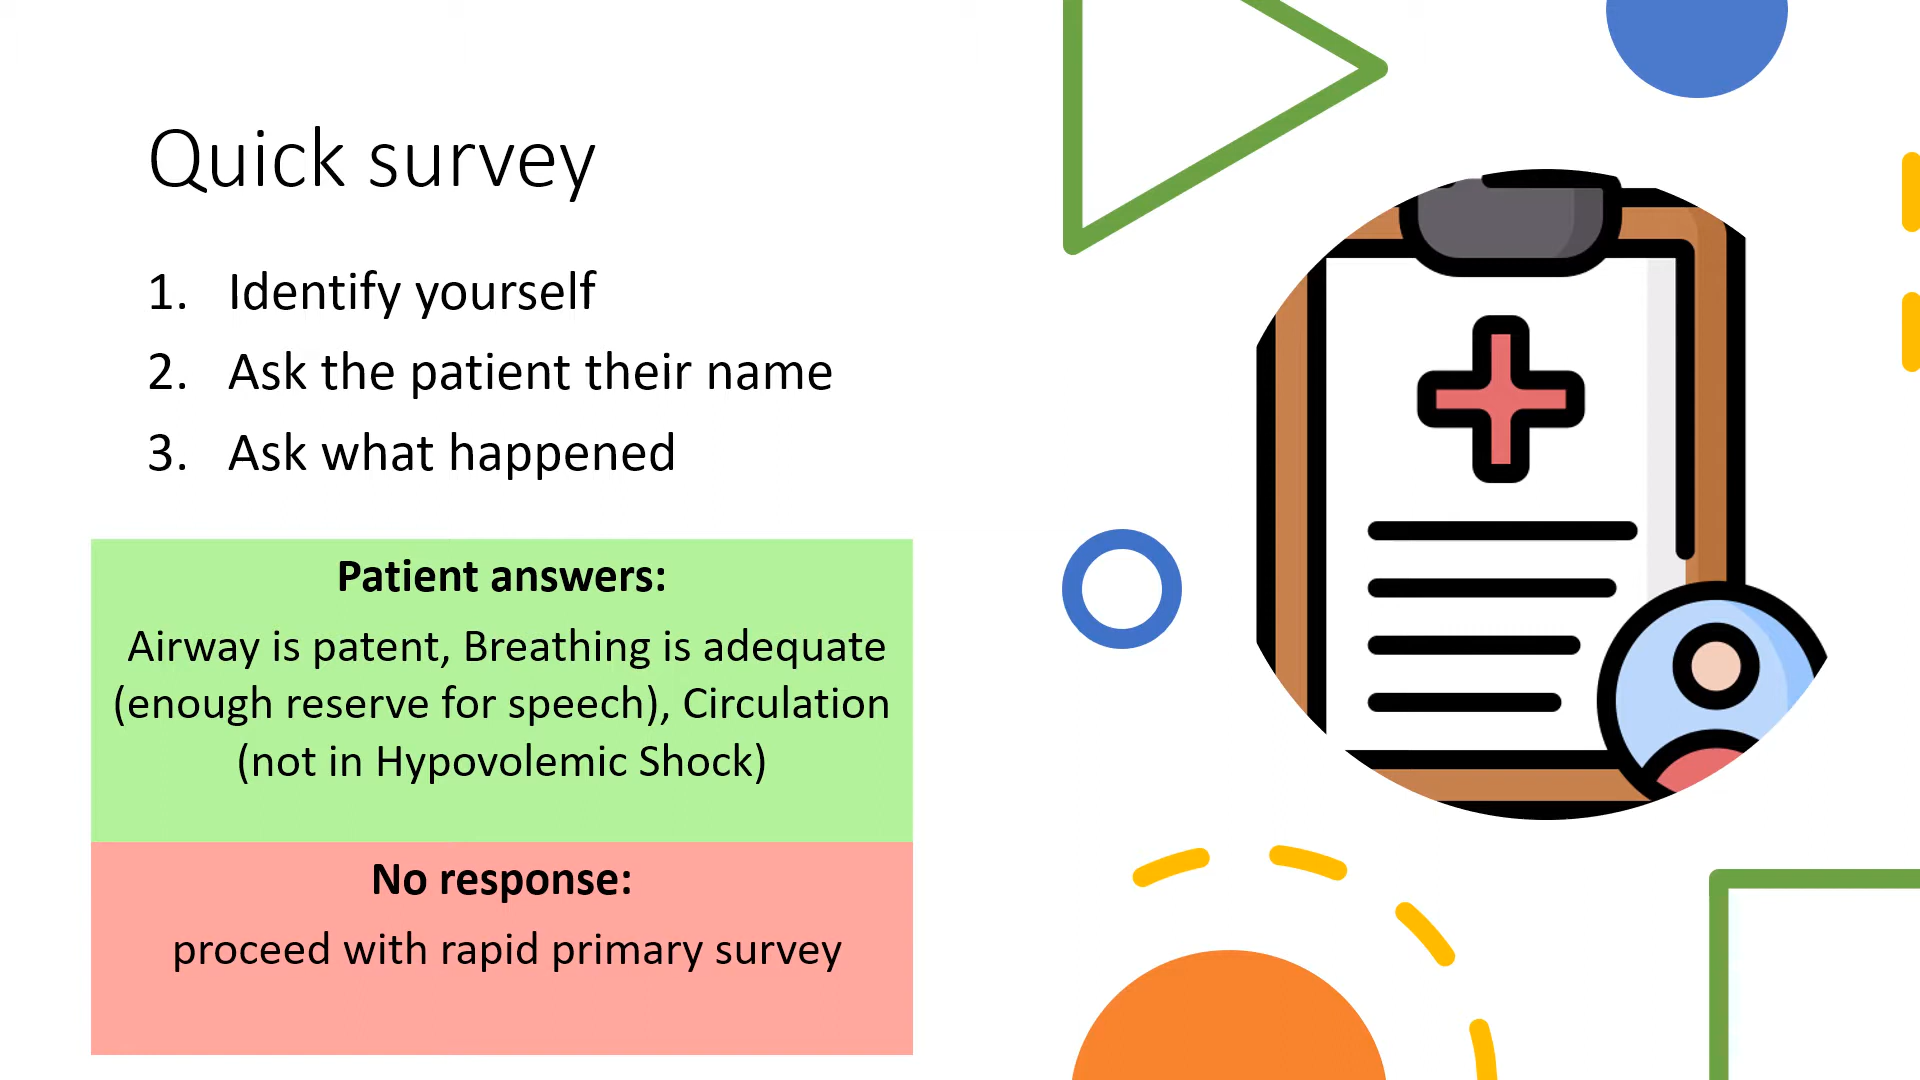 Quick survey
1. Identify yourself
2. Ask the patient their name
3. Ask what happened
Patient answers:
Airway is patent, Breathing is adequate
(enough reserve for speech), Circulation
(not in Hypovolemic Shock)
No response:
proceed with rapid primary survey